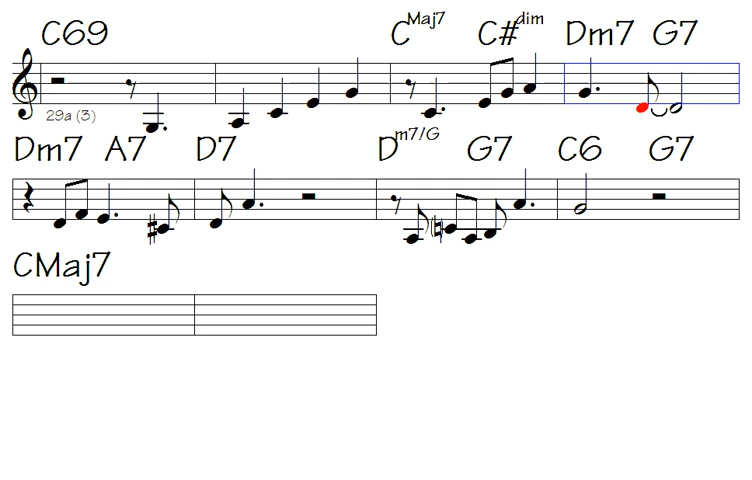 C69 CMaj7 C#dim Dm7 G7
29a (3)
Dm7 A7 D7 Dm7/G G7 C6 G7
CMaj7